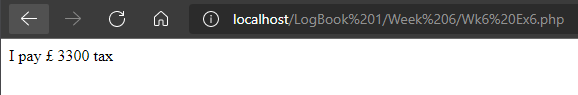 localhost/LogBook%201/Week%206/Wk6%20Ex6.php
I pay £ 3300 tax